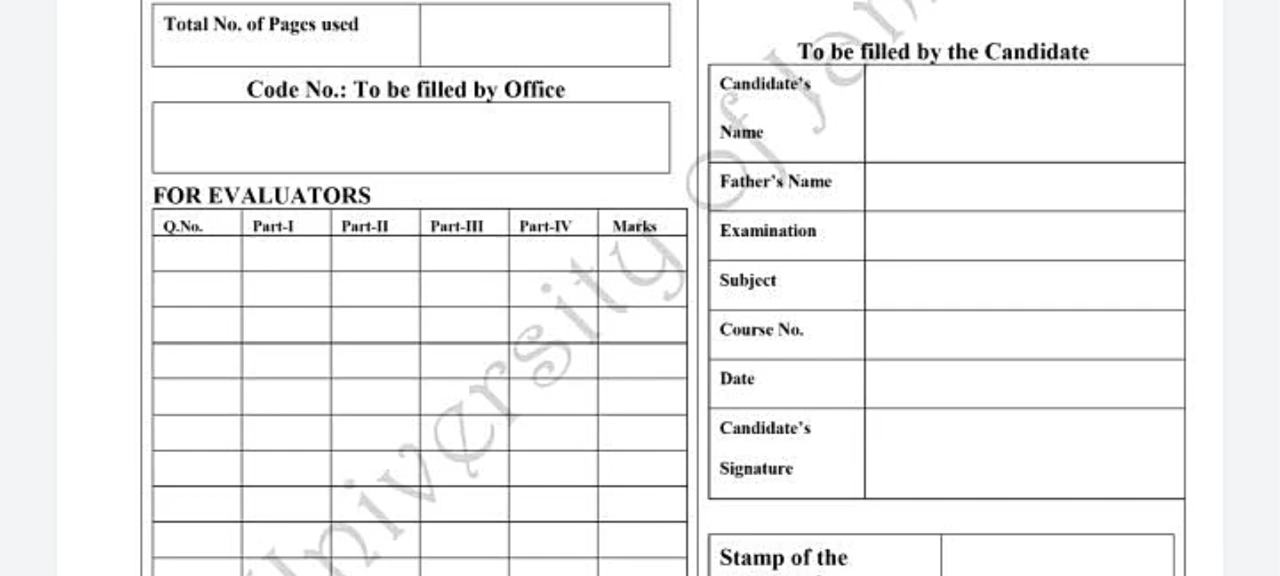 Total No. of Pages used
Code No.: To be filled by Office
FOR EVALUATORS
Q.No. Part-I Part-II Part-III Part-IV Marks
To be filled by the Candidate
Candidate's
Name
Father's Name
Examination
Subject
Course No.
Date
Candidate's
Signature
Stamp of the
University of